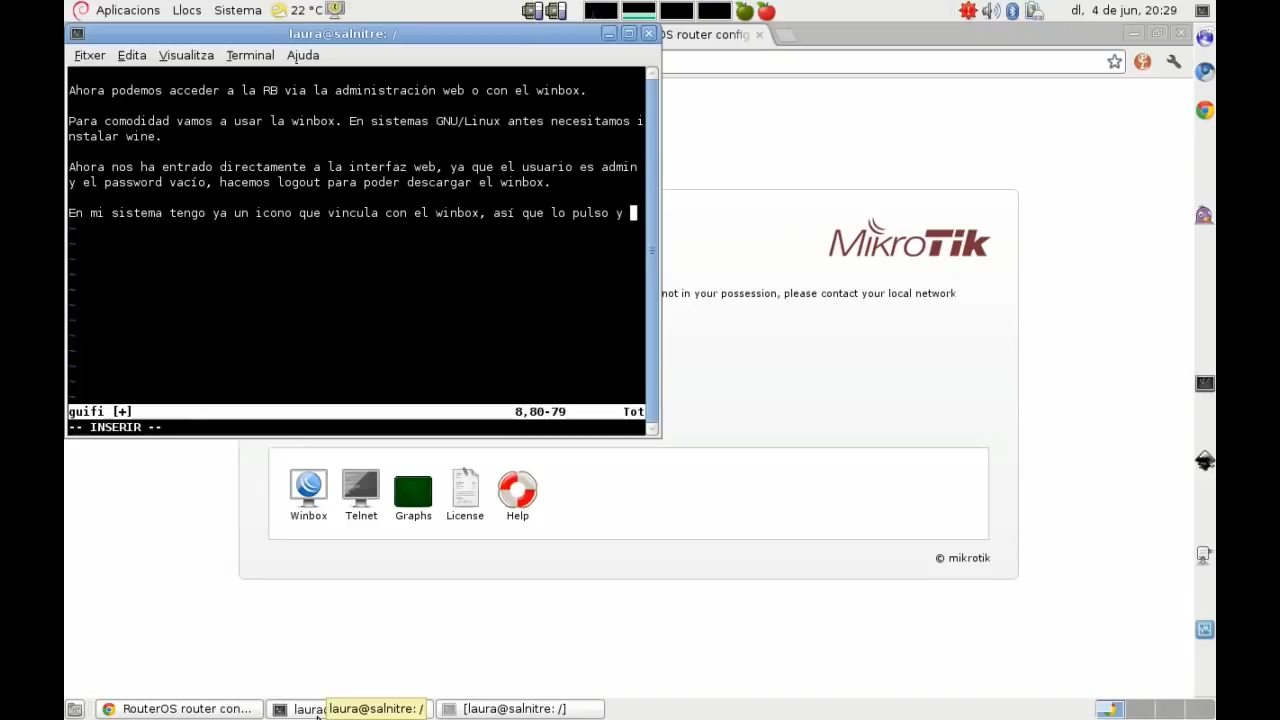 Aplicacions Llocs Sistema 22 °C dl, 4 de jun, 20:29
laura@salnitre: /
OS router config
Fitxer Edita Visualitza Terminal Ajuda
Ahora podemos acceder a la RB via la administración web o con el winbox.
Para comodidad vamos a usar la winbox. En sistemas GNU/Linux antes necesitamos i
nstalar wine.
Ahora nos ha entrado directamente a la interfaz web, ya que el usuario es admin
y el password vacío, hacemos logout para poder descargar el winbox.
En mi sistema tengo ya un icono que vincula con el winbox, así que lo pulso y
MikroTik
not in your possession, please contact your local network
guifi [+] 8,80-79 Tot
-- INSERIR --
Winbox Telnet Graphs License Help
© mikrotik
RouterOS router con... laura laura@salnitre: / [laura@salnitre: /]